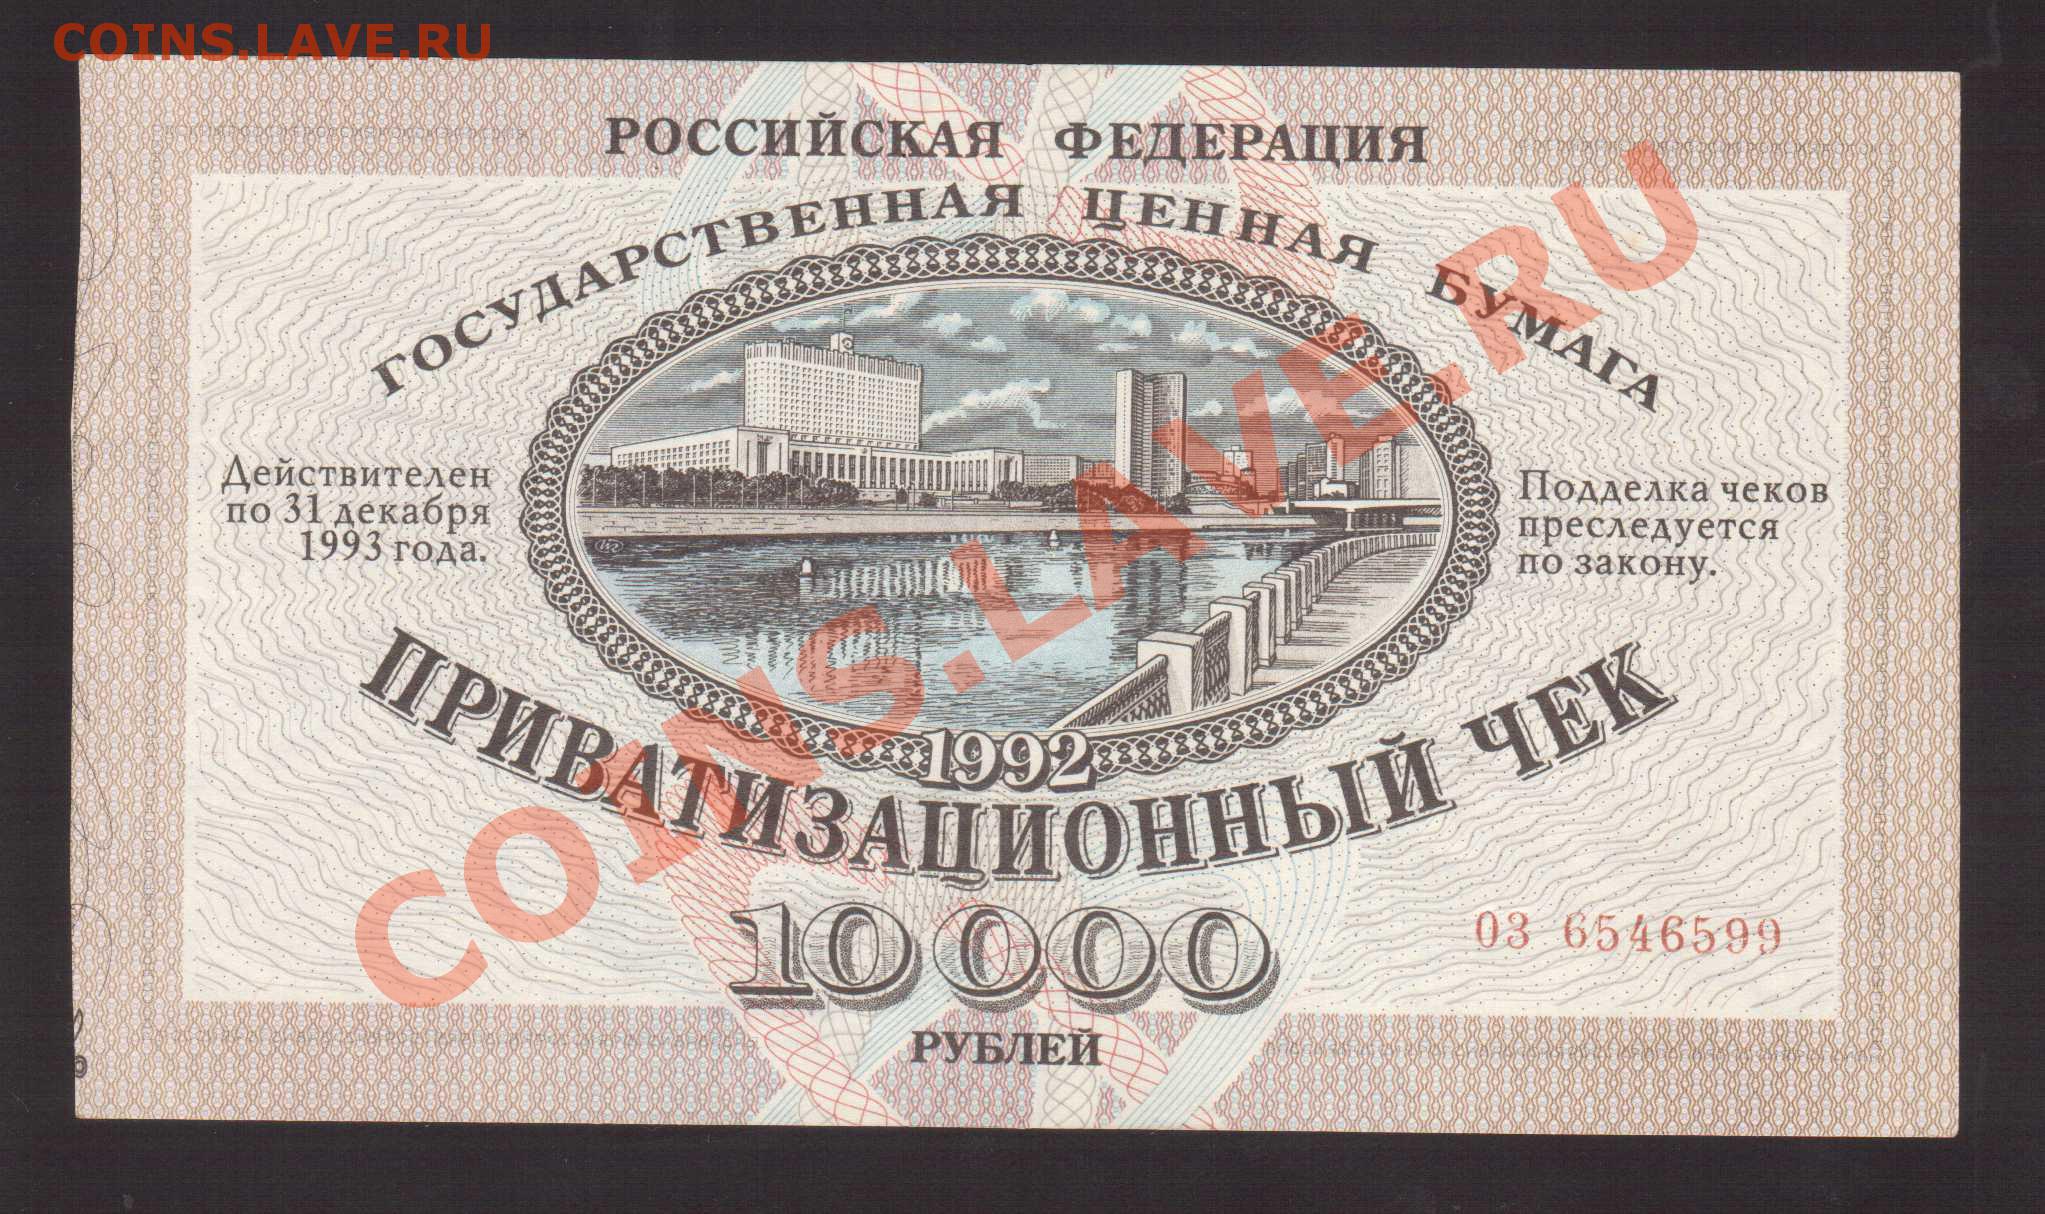 COINS.LAVE.RU
РОССИЙСКАЯ ФЕДЕРАЦИЯ
ГОСУДАРСТВЕННАЯ ЦЕННАЯ БУМАГА
Действителен
по 31 декабря
1993 года.
Подделка чеков
преследуется
по закону.
1992
ПРИВАТИЗАЦИОННЫЙ ЧЕК
10 000
РУБЛЕЙ
03 6546599
COINS.LAVE.RU